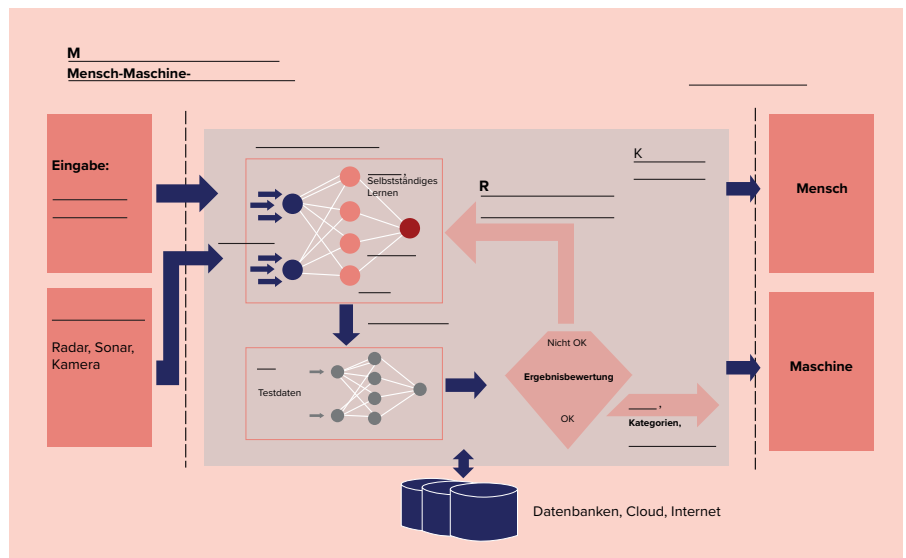 M
Mensch-Maschine-
Eingabe:
Radar, Sonar,
Kamera
,
Selbstständiges
Lernen
Testdaten
R
K
Nicht OK
Ergebnisbewertung
OK
,
Kategorien,
Mensch
Maschine
Datenbanken, Cloud, Internet